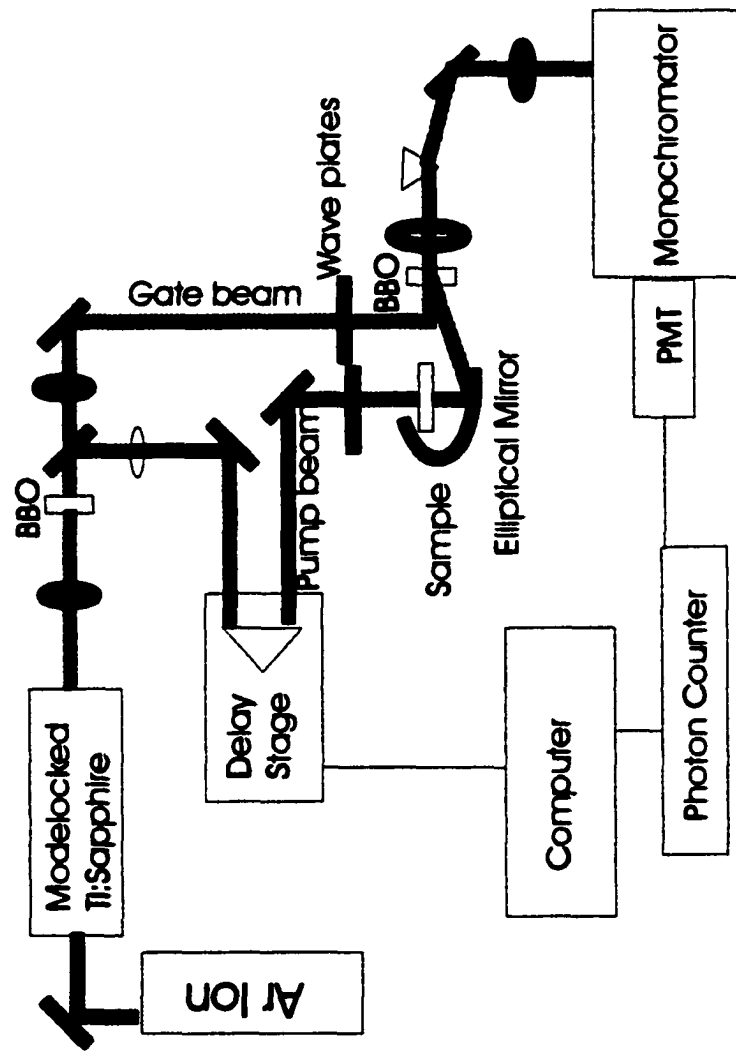 Ar Ion
Modelocked
TI:Sapphire
BBO
Gate beam
Wave plates
Delay
Stage
Pump beam
BBO
Sample
Elliptical Mirror
Computer
Photon Counter
PMT
Monochromator